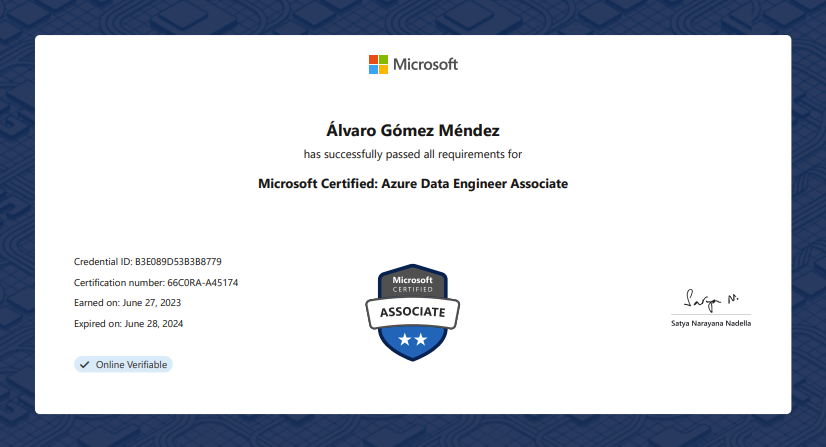 Microsoft
Álvaro Gómez Méndez
has successfully passed all requirements for
Microsoft Certified: Azure Data Engineer Associate
Credential ID: B3E089D53B3B8779
Certification number: 66C0RA-A45174
Earned on: June 27, 2023
Expired on: June 28, 2024
Online Verifiable
Microsoft
CERTIFIED
ASSOCIATE
Satya N.
Satya Narayana Nadella